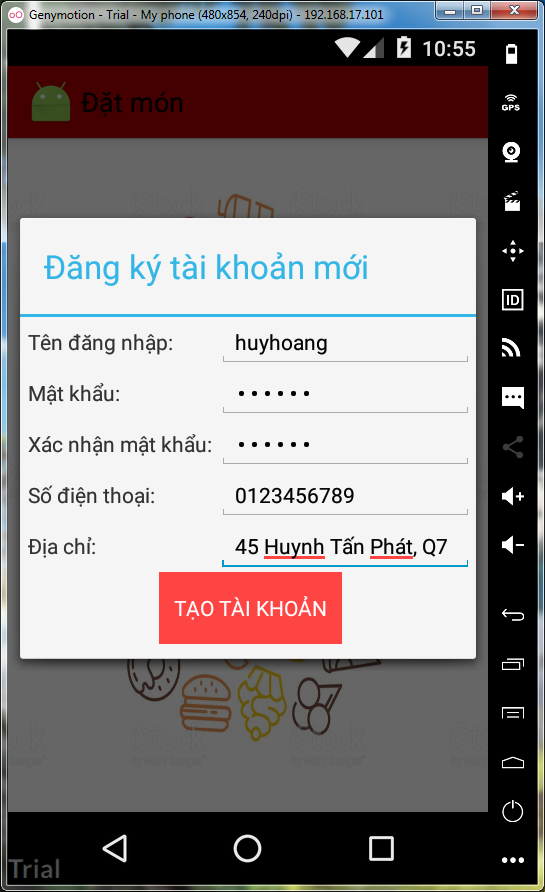 Genymotion - Trial - My phone (480x854, 240dpi) - 192.168.17.101
10:55
Đặt món
GPS
Đăng ký tài khoản mới
Tên đăng nhập: huyhoang
Mật khẩu: ••••••
Xác nhận mật khẩu: ••••••
Số điện thoại: 0123456789
Địa chỉ: 45 Huynh Tấn Phát, Q7
TẠO TÀI KHOẢN
ID
Trial